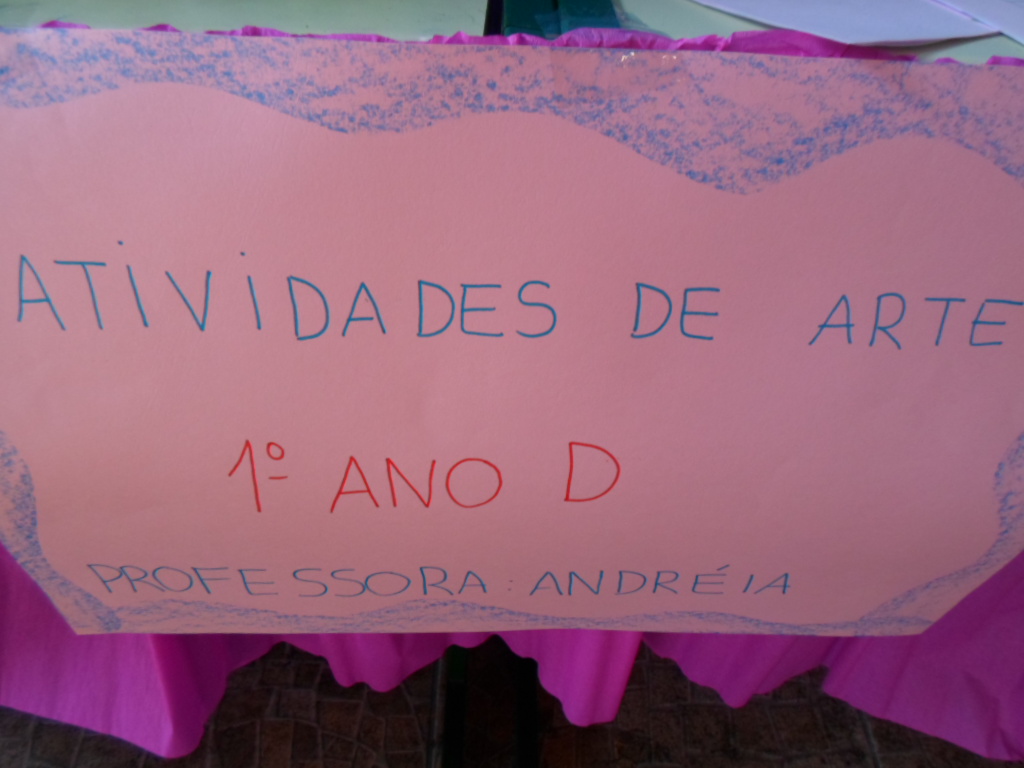 ATIVIDADES DE ARTE
1º ANO D
PROFESSORA: ANDRÉIA